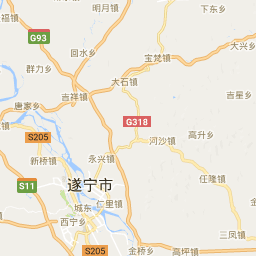 明月镇
下东乡
G93
大兴乡
回水乡
宝梵镇
群力乡
大石镇
吉祥镇
吉星乡
唐家乡
G318
S205
高升乡
河沙镇
新桥镇
永兴镇
S11
遂宁市
任隆镇
仁里镇
城东
西宁乡
三凤镇
S205
金桥乡
高坪镇